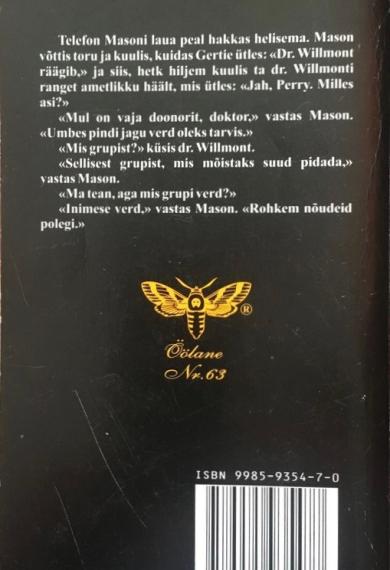 Telefon Masoni laua peal hakkas helisema. Mason
võttis toru ja kuulis, kuidas Gertie ütles: «Dr. Willmont
räägib,» ja siis, hetk hiljem kuulis ta dr. Willmonti
ranget ametlikku häält, mis ütles: «Jah, Perry. Milles
asi?»
«Mul on vaja doonorit, doktor,» vastas Mason.
«Umbes pindi jagu verd oleks tarvis.»
«Mis grupist?» küsis dr. Willmont.
«Sellisest grupist, mis mõistaks suud pidada,»
vastas Mason.
«Ma tean, aga mis grupi verd?»
«Inimese verd,» vastas Mason. «Rohkem nõudeid
polegi.»
®
Öölane
Nr.63
ISBN 9985-9354-7-0